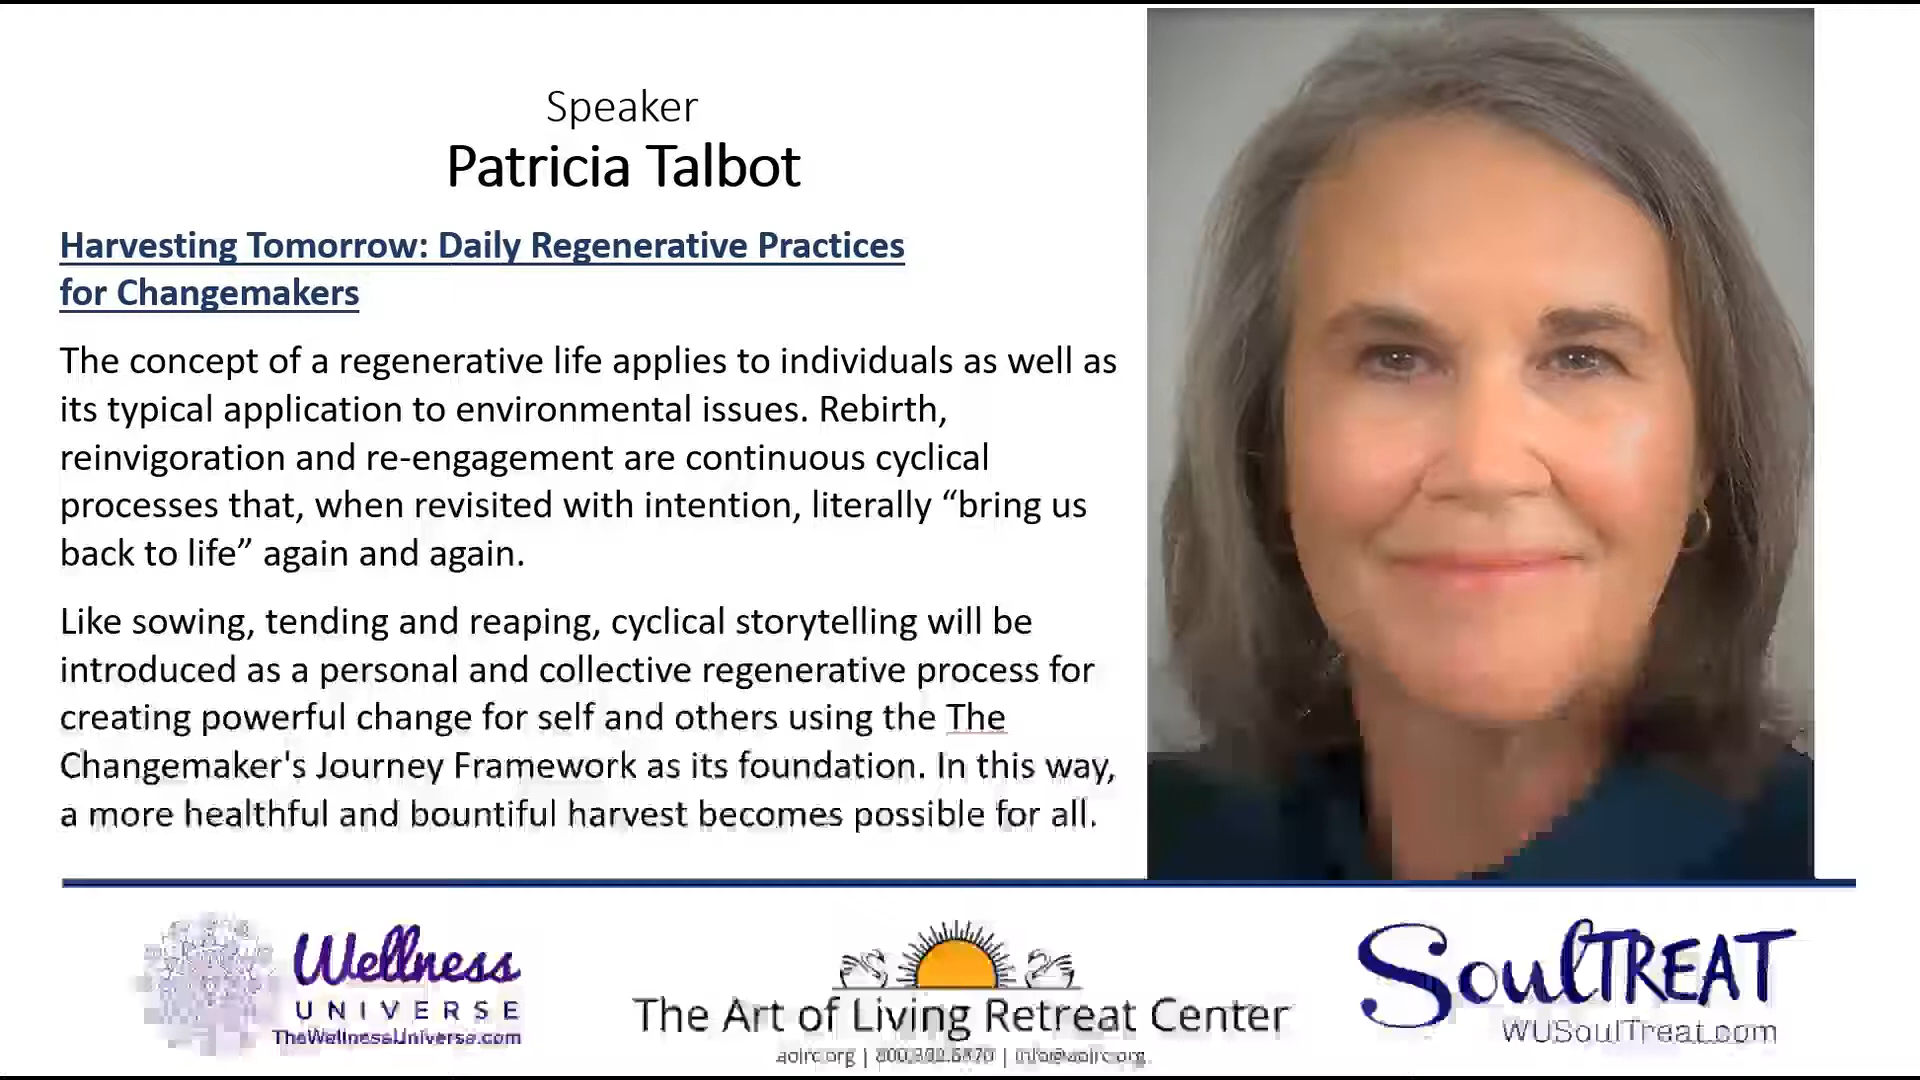 Speaker
Patricia Talbot
Harvesting Tomorrow: Daily Regenerative Practices
for Changemakers
The concept of a regenerative life applies to individuals as well as
its typical application to environmental issues. Rebirth,
reinvigoration and re-engagement are continuous cyclical
processes that, when revisited with intention, literally “bring us
back to life” again and again.
Like sowing, tending and reaping, cyclical storytelling will be
introduced as a personal and collective regenerative process for
creating powerful change for self and others using the The
Changemaker's Journey Framework as its foundation. In this way,
a more healthful and bountiful harvest becomes possible for all.
Wellness
UNIVERSE
TheWellnessUniverse.com
The Art of Living Retreat Center
aolrc.org | | info@aolrc.org
SoulTREAT
WUSoulTreat.com